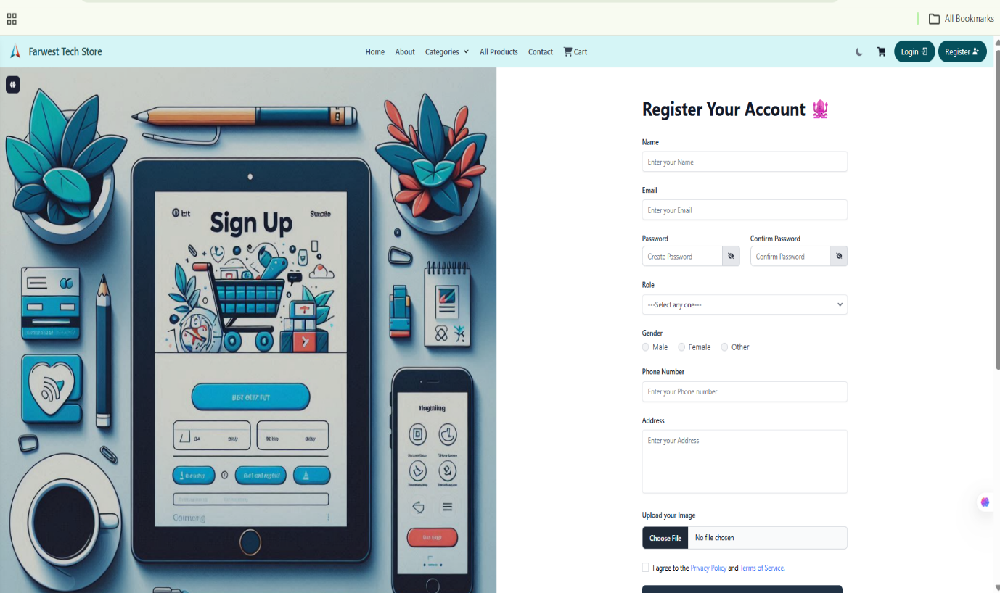 All Bookmarks
Farwest Tech Store
Home About Categories All Products Contact Cart
Login Register
Register Your Account
Name
Enter your Name
Email
Enter your Email
Password Confirm Password
Create Password Confirm Password
Role
---Select any one---
Gender
Male Female Other
Phone Number
Enter your Phone number
Address
Enter your Address
Upload your Image
Choose File No file chosen
I agree to the Privacy Policy and Terms of Service.
Sign Up